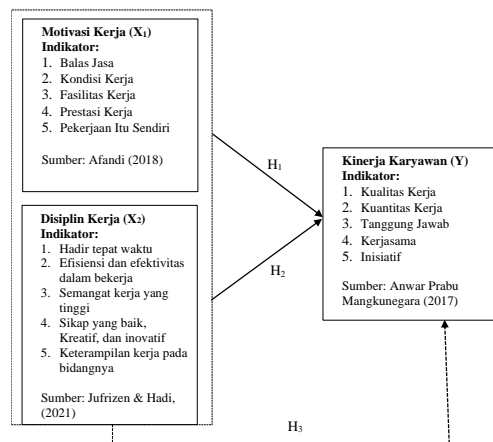 Motivasi Kerja (X1)
Indikator:
1. Balas Jasa
2. Kondisi Kerja
3. Fasilitas Kerja
4. Prestasi Kerja
5. Pekerjaan Itu Sendiri
Sumber: Afandi (2018)
H1
Disiplin Kerja (X2)
Indikator:
1. Hadir tepat waktu
2. Efisiensi dan efektivitas
dalam bekerja
3. Semangat kerja yang
tinggi
4. Sikap yang baik,
Kreatif, dan inovatif
5. Keterampilan kerja pada
bidangnya
Sumber: Jufrizen & Hadi,
(2021)
H2
Kinerja Karyawan (Y)
Indikator:
1. Kualitas Kerja
2. Kuantitas Kerja
3. Tanggung Jawab
4. Kerjasama
5. Inisiatif
Sumber: Anwar Prabu
Mangkunegara (2017)
H3